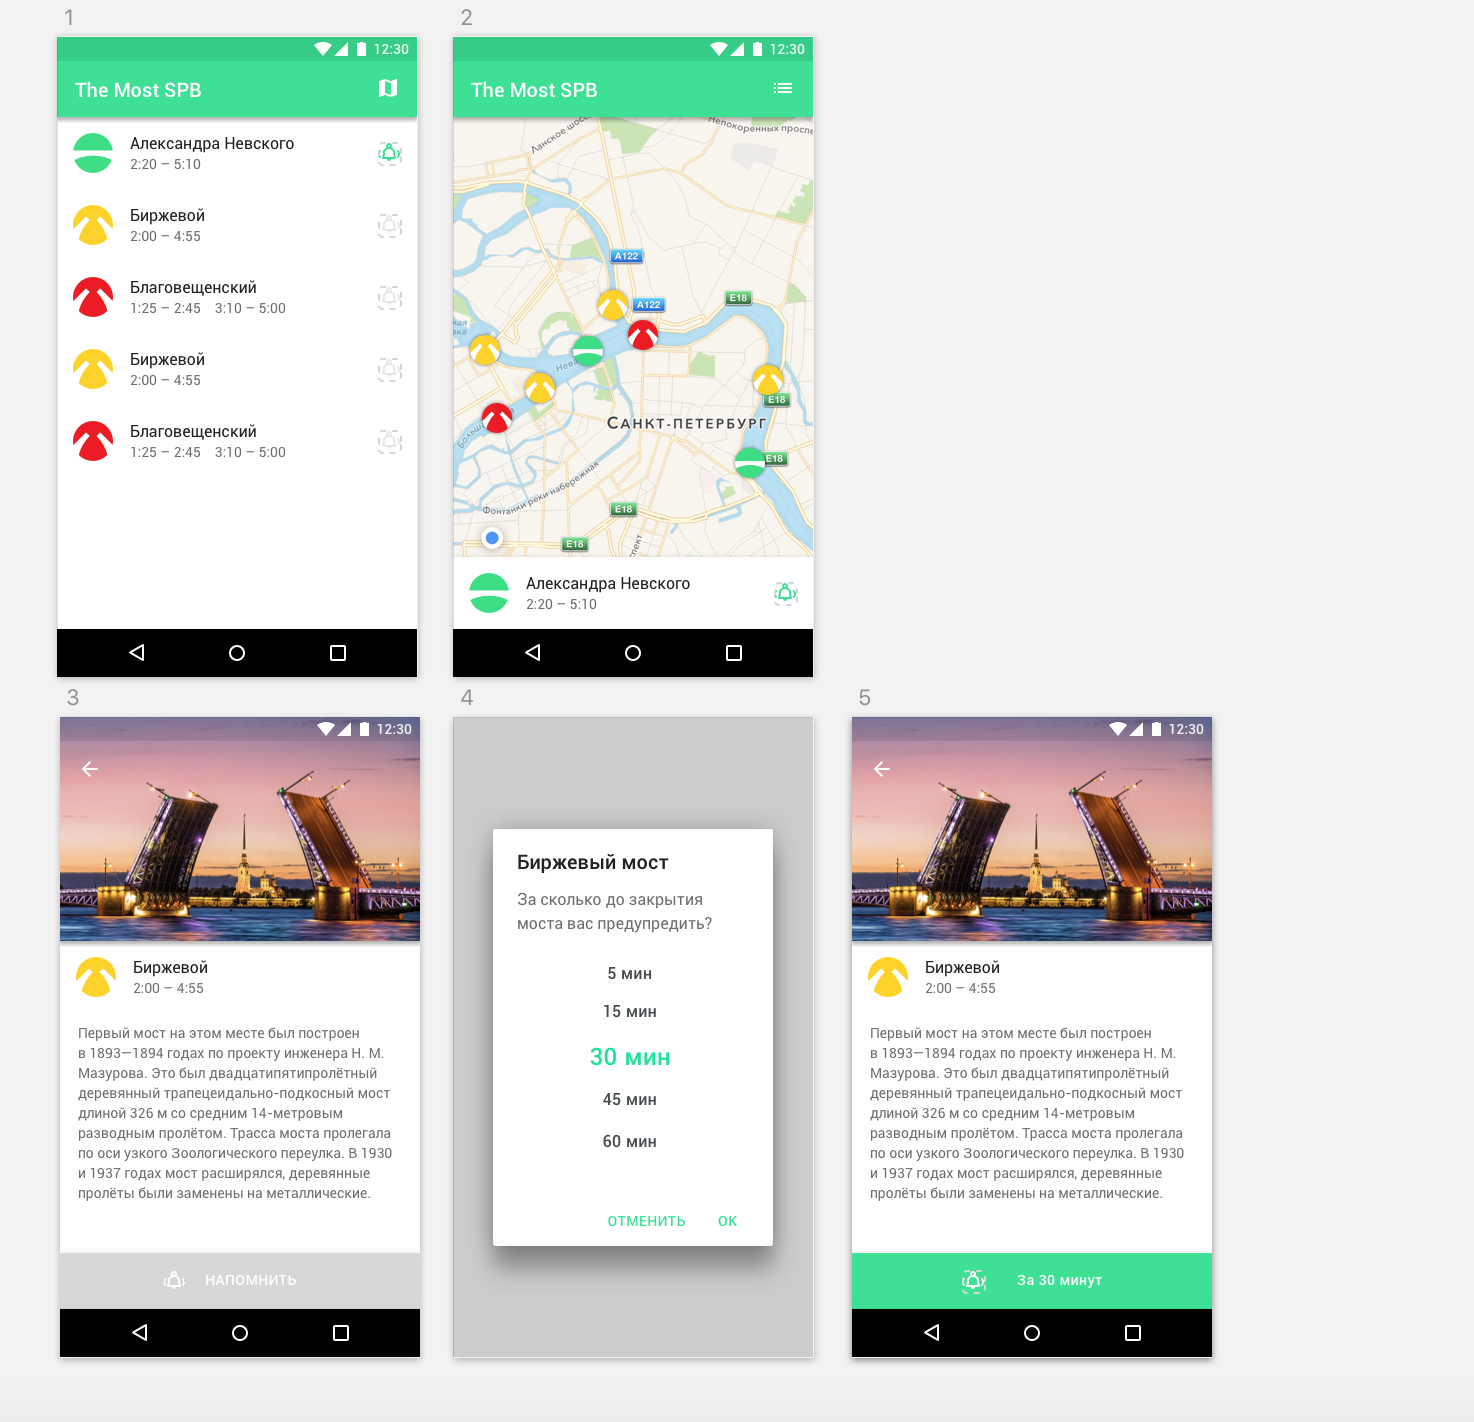 1
12:30
The Most SPB
Александра Невского
2:20 – 5:10
Биржевой
2:00 – 4:55
Благовещенский
1:25 – 2:45 3:10 – 5:00
Биржевой
2:00 – 4:55
Благовещенский
1:25 – 2:45 3:10 – 5:00
2
12:30
The Most SPB
Ланское шосс
Непокоренных проспе
A122
A122
E18
Нева
E18
САНКТ-ПЕТЕРБУРГ
Больш
E18
Фонтанки реки набережная
E18
E18
Александра Невского
2:20 – 5:10
3
12:30
Биржевой
2:00 – 4:55
Первый мост на этом месте был построен
в 1893—1894 годах по проекту инженера Н. М.
Мазурова. Это был двадцатипятипролётный
деревянный трапецеидально-подкосный мост
длиной 326 м со средним 14-метровым
разводным пролётом. Трасса моста пролегала
по оси узкого Зоологического переулка. В 1930
и 1937 годах мост расширялся, деревянные
пролёты были заменены на металлические.
НАПОМНИТЬ
4
Биржевый мост
За сколько до закрытия
моста вас предупредить?
5 мин
15 мин
30 мин
45 мин
60 мин
ОТМЕНИТЬ ОК
5
12:30
Биржевой
2:00 – 4:55
Первый мост на этом месте был построен
в 1893—1894 годах по проекту инженера Н. М.
Мазурова. Это был двадцатипятипролётный
деревянный трапецеидально-подкосный мост
длиной 326 м со средним 14-метровым
разводным пролётом. Трасса моста пролегала
по оси узкого Зоологического переулка. В 1930
и 1937 годах мост расширялся, деревянные
пролёты были заменены на металлические.
За 30 минут